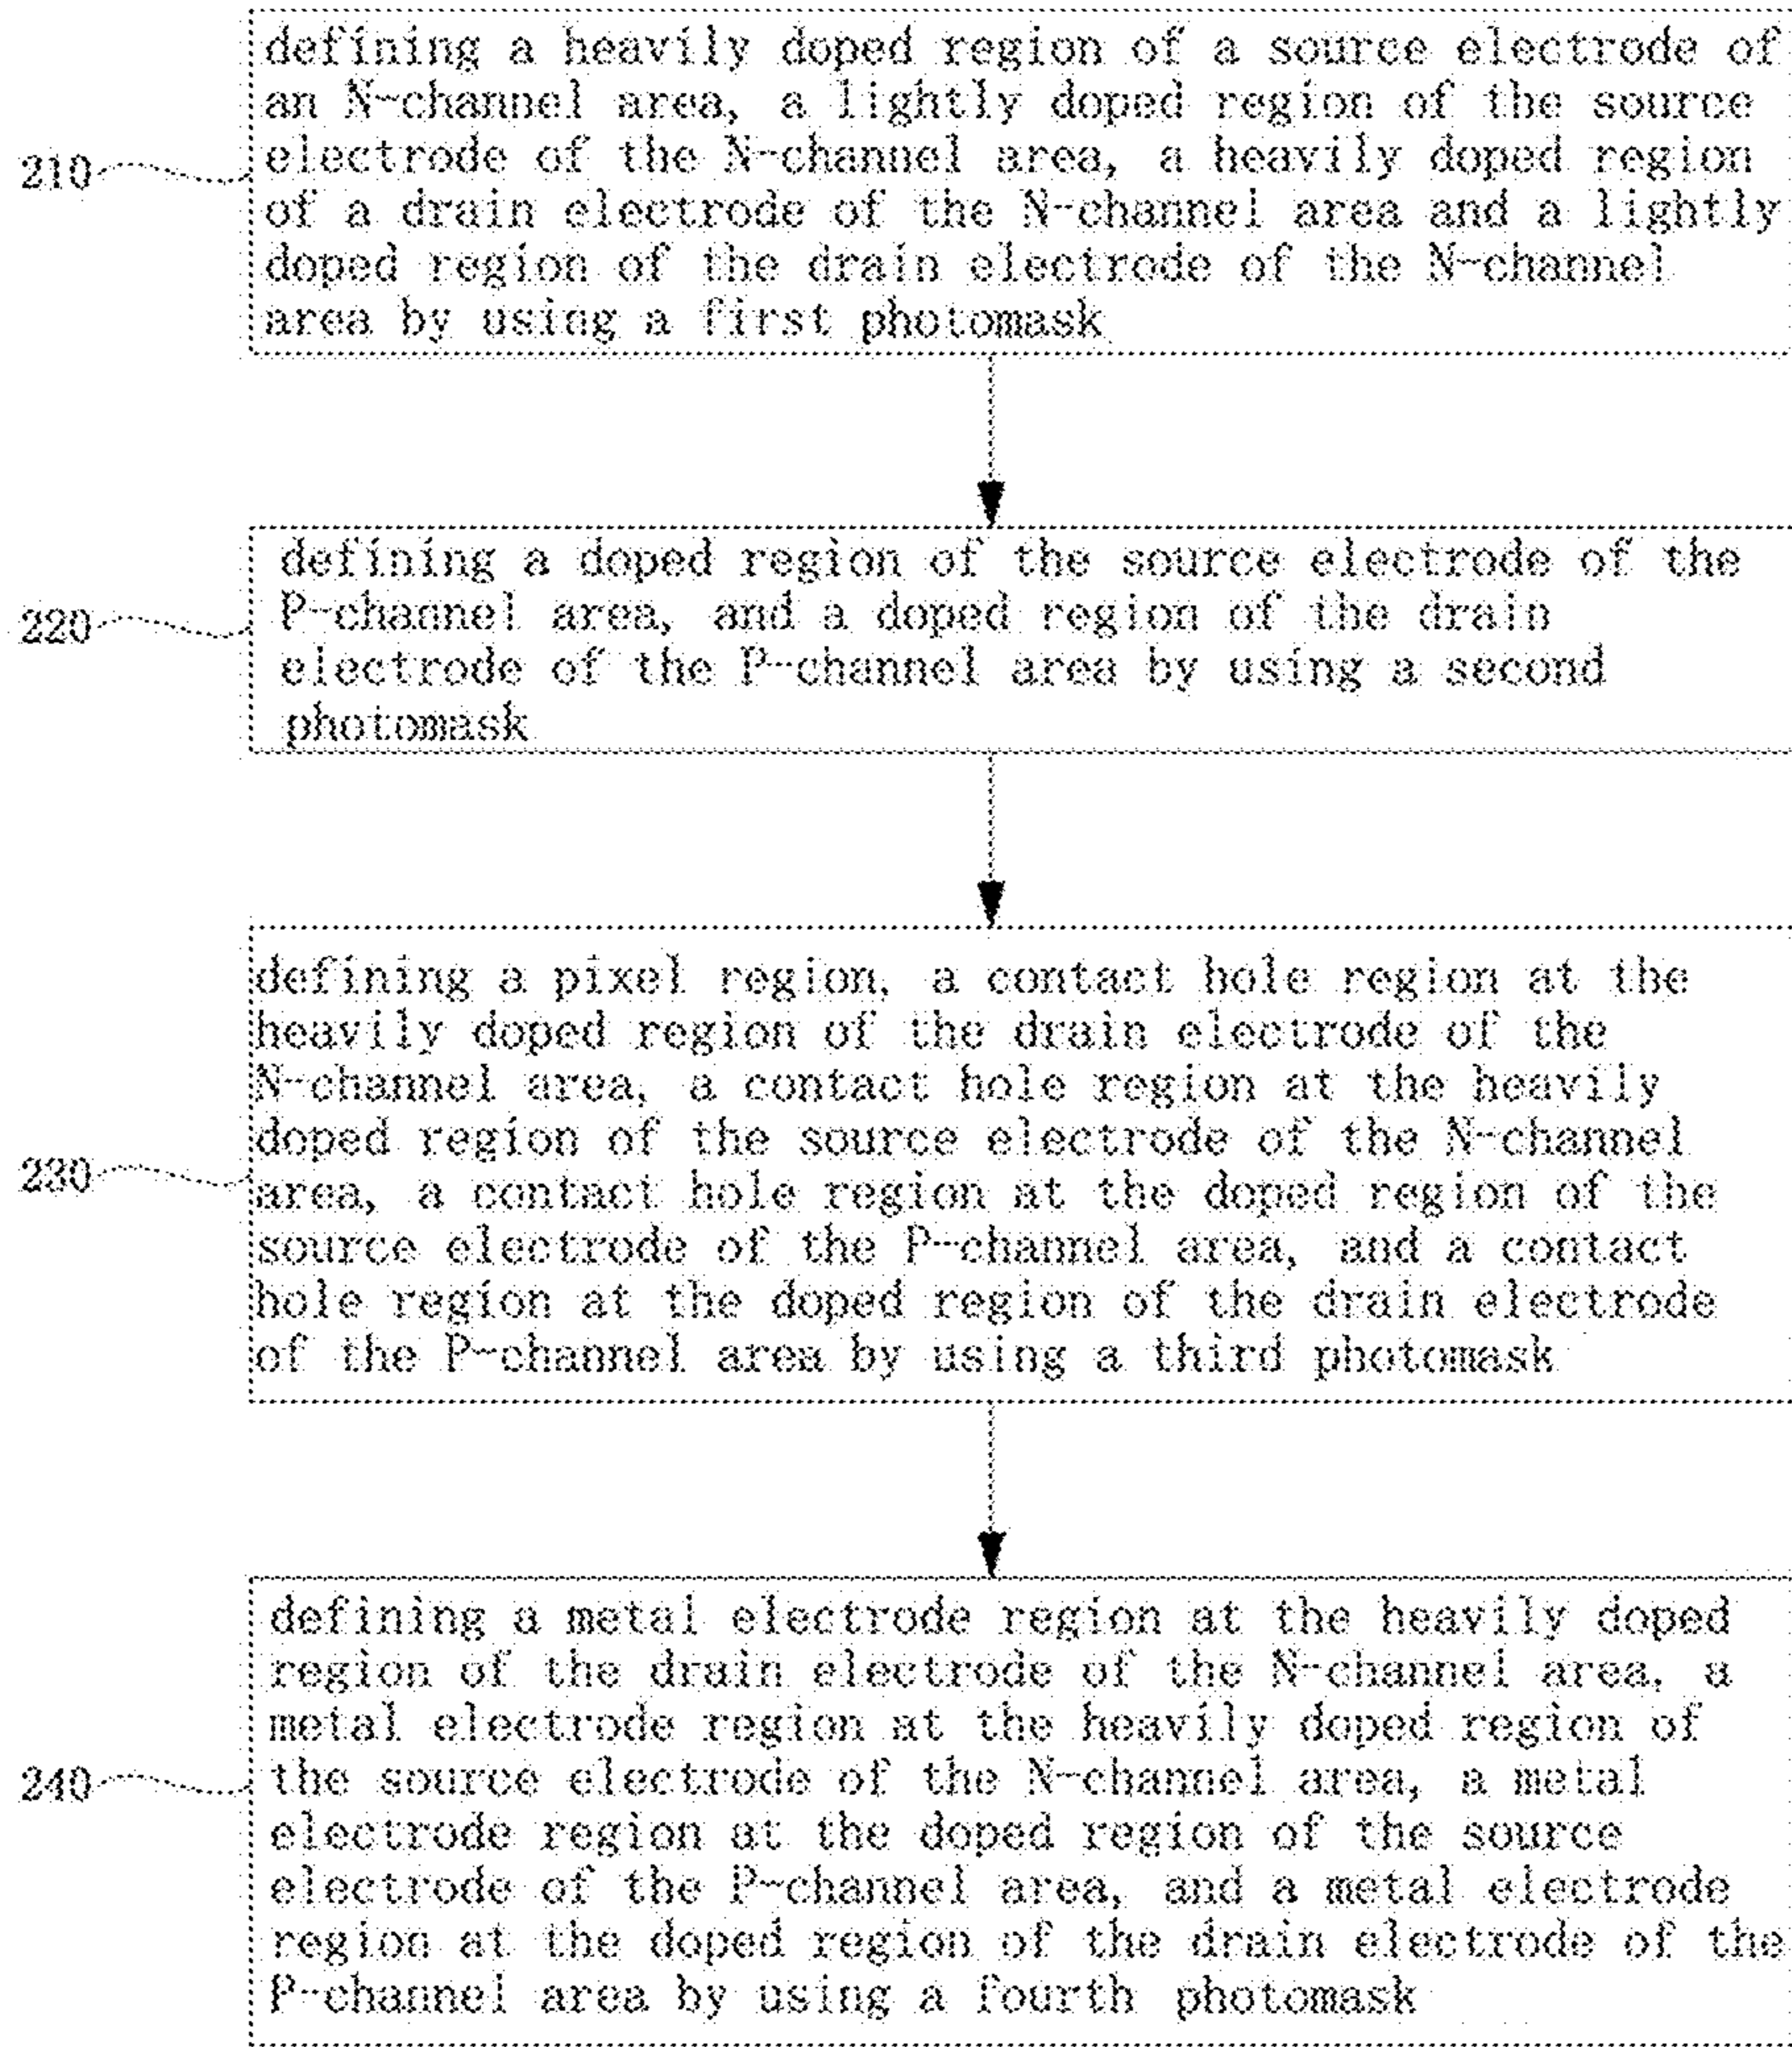 defining a heavily doped region of a source electrode of
an N-channel area, a lightly doped region of the source
electrode of the N-channel area, a heavily doped region
of a drain electrode of the N-channel area and a lightly
doped region of the drain electrode of the N-channel
area by using a first photomask
210
defining a doped region of the source electrode of the
P-channel area, and a doped region of the drain
electrode of the P-channel area by using a second
photomask
220
defining a pixel region, a contact hole region at the
heavily doped region of the drain electrode of the
N-channel area, a contact hole region at the heavily
doped region of the source electrode of the N-channel
area, a contact hole region at the doped region of the
source electrode of the P-channel area, and a contact
hole region at the doped region of the drain electrode
of the P-channel area by using a third photomask
230
defining a metal electrode region at the heavily doped
region of the drain electrode of the N-channel area, a
metal electrode region at the heavily doped region of
the source electrode of the N-channel area, a metal
electrode region at the doped region of the source
electrode of the P-channel area, and a metal electrode
region at the doped region of the drain electrode of the
P-channel area by using a fourth photomask
240